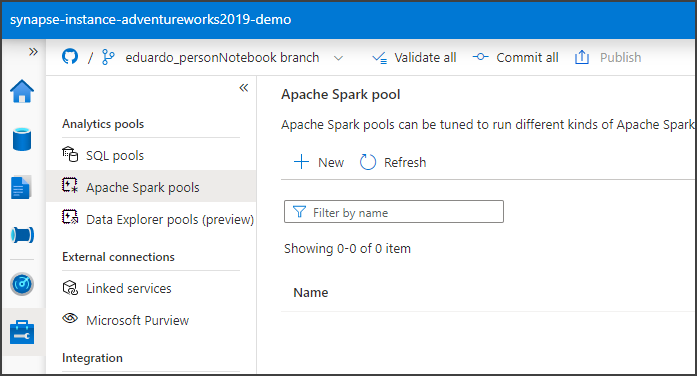 synapse-instance-adventureworks2019-demo
» / eduardo_personNotebook branch Validate all Commit all Publish
«
Analytics pools
SQL pools
Apache Spark pools
Data Explorer pools (preview)
External connections
Linked services
Microsoft Purview
Integration
Apache Spark pool
Apache Spark pools can be tuned to run different kinds of Apache Spark
New Refresh
Filter by name
Showing 0-0 of 0 item
Name